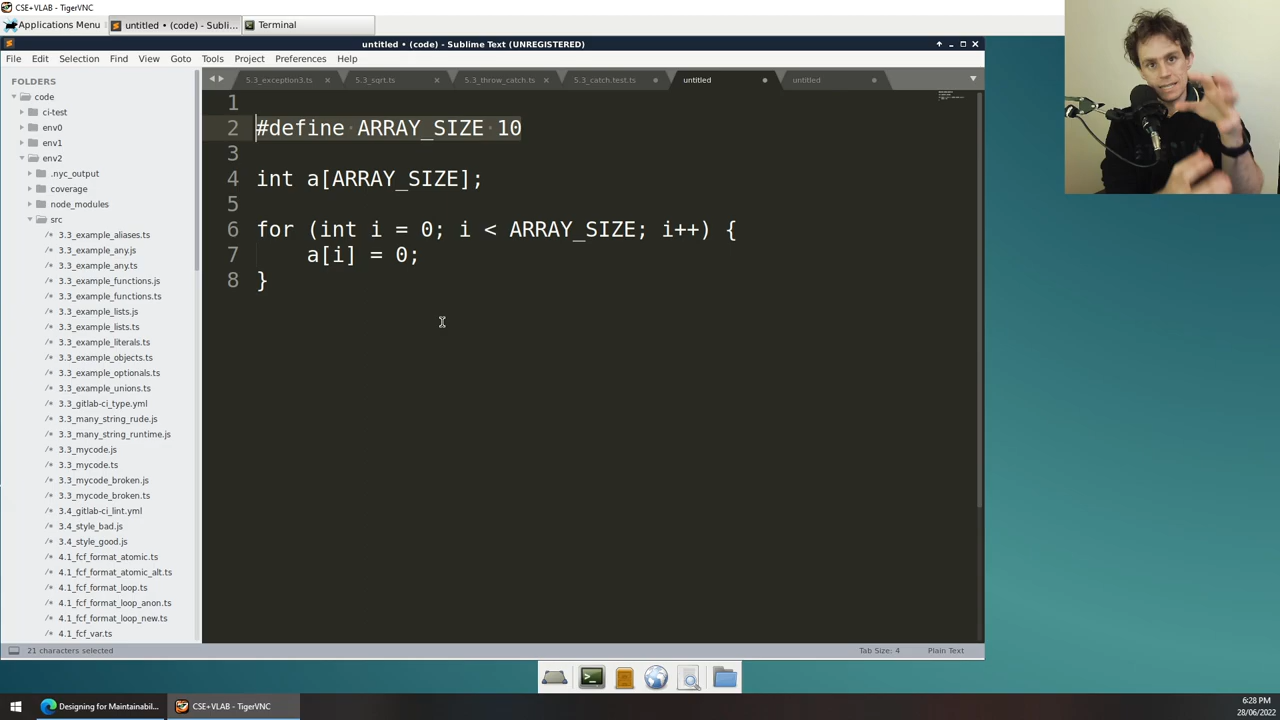 CSE+VLAB - TigerVNC
Applications Menu
untitled • (code) - Sublime T...
Terminal
untitled • (code) - Sublime Text (UNREGISTERED)
File Edit Selection Find View Goto Tools Project Preferences Help
FOLDERS
code
ci-test
env0
env1
env2
.nyc_output
coverage
node_modules
src
3.3_example_aliases.ts
3.3_example_any.js
3.3_example_any.ts
3.3_example_functions.js
3.3_example_functions.ts
3.3_example_lists.js
3.3_example_lists.ts
3.3_example_literals.ts
3.3_example_objects.ts
3.3_example_optionals.ts
3.3_example_unions.ts
3.3_gitlab-ci_type.yml
3.3_many_string_rude.js
3.3_many_string_runtime.js
3.3_mycode.js
3.3_mycode.ts
3.3_mycode_broken.js
3.3_mycode_broken.ts
3.4_gitlab-ci_lint.yml
3.4_style_bad.js
3.4_style_good.js
4.1_fcf_format_atomic.ts
4.1_fcf_format_atomic_alt.ts
4.1_fcf_format_loop.ts
4.1_fcf_format_loop_anon.ts
4.1_fcf_format_loop_new.ts
4.1_fcf_var.ts
5.3_exception3.ts
5.3_sqrt.ts
5.3_throw_catch.ts
5.3_catch.test.ts
untitled
untitled
1
2 #define ARRAY_SIZE 10
3
4 int a[ARRAY_SIZE];
5
6 for (int i = 0; i < ARRAY_SIZE; i++) {
7 a[i] = 0;
8 }
21 characters selected
Tab Size: 4
Plain Text
Designing for Maintainabil...
CSE+VLAB - TigerVNC
6:28 PM
28/06/2022